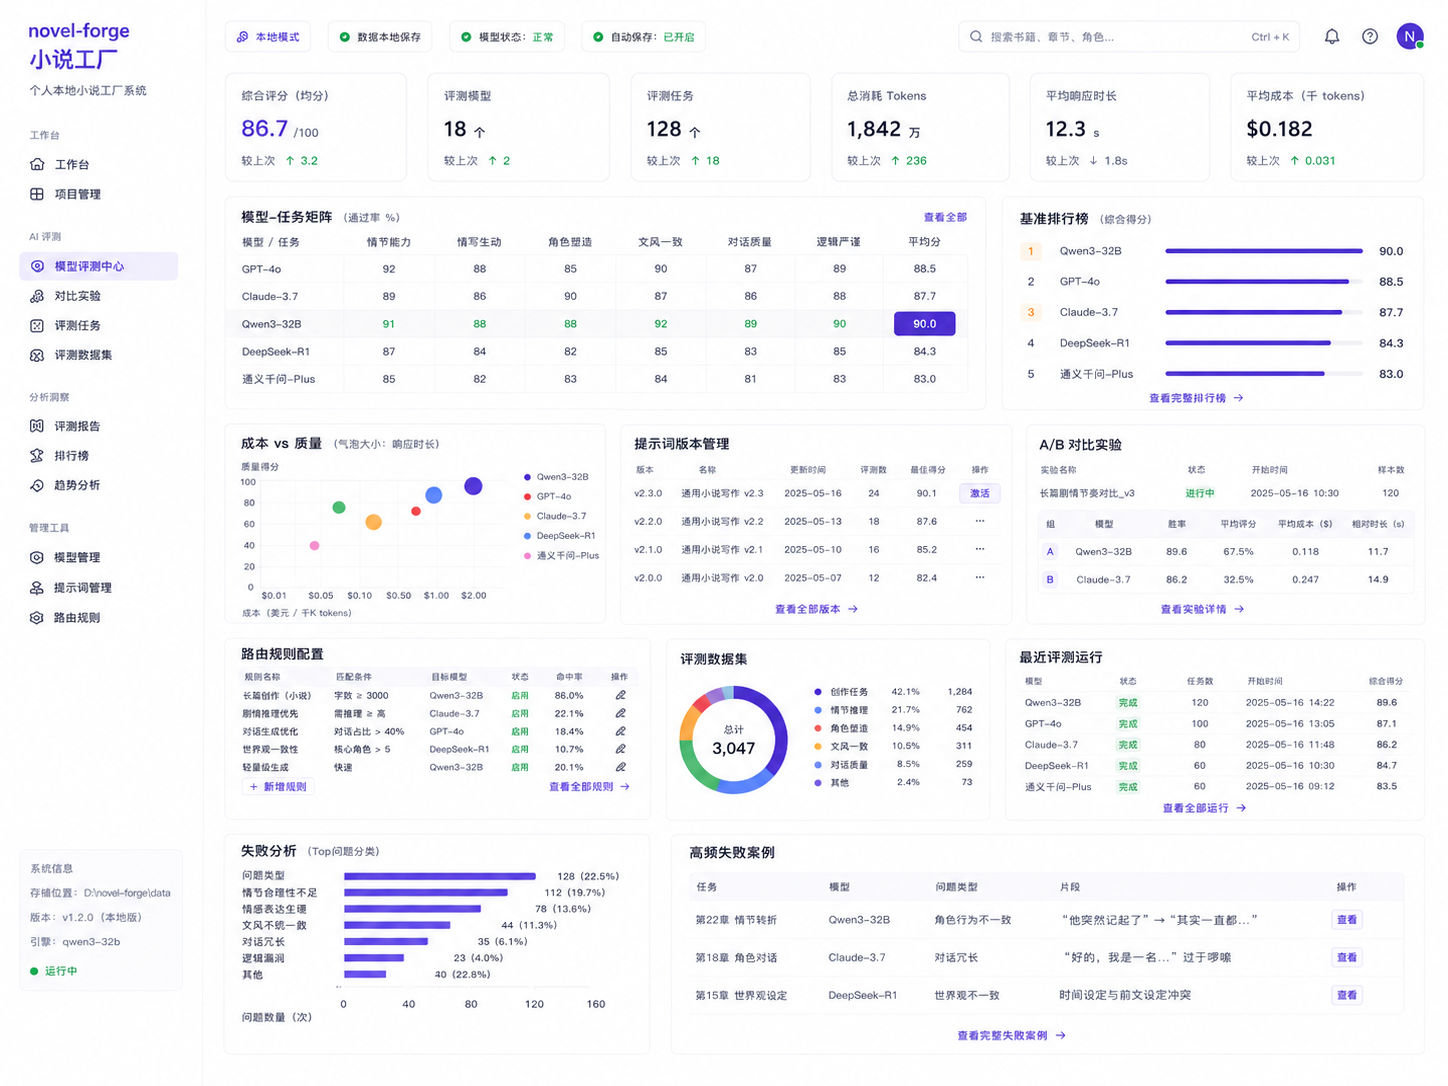 novel-forge
小说工厂
个人本地小说工厂系统
工作台
工作台
项目管理
AI 评测
模型评测中心
对比实验
评测任务
评测数据集
分析洞察
评测报告
排行榜
趋势分析
管理工具
模型管理
提示词管理
路由规则
系统信息
存储位置: D:\novel-forge\data
版本: v1.2.0 (本地版)
引擎: qwen3-32b
运行中
本地模式
数据本地保存
模型状态: 正常
自动保存: 已开启
搜索书籍、章节、角色... Ctrl + K
N
综合评分 (均分)
86.7 /100
较上次 ↑ 3.2
评测模型
18 个
较上次 ↑ 2
评测任务
128 个
较上次 ↑ 18
总消耗 Tokens
1,842 万
较上次 ↑ 236
平均响应时长
12.3 s
较上次 ↓ 1.8s
平均成本 (千 tokens)
$0.182
较上次 ↑ 0.031
模型-任务矩阵 (通过率 %) 查看全部
模型 / 任务 情节能力 情写生动 角色塑造 文风一致 对话质量 逻辑严谨 平均分
GPT-4o 92 88 85 90 87 89 88.5
Claude-3.7 89 86 90 87 86 88 87.7
Qwen3-32B 91 88 88 92 89 90 90.0
DeepSeek-R1 87 84 82 85 83 85 84.3
通义千问-Plus 85 82 83 84 81 83 83.0
基准排行榜 (综合得分)
1 Qwen3-32B 90.0
2 GPT-4o 88.5
3 Claude-3.7 87.7
4 DeepSeek-R1 84.3
5 通义千问-Plus 83.0
查看完整排行榜 →
成本 vs 质量 (气泡大小: 响应时长)
质量得分
100
80
60
40
20
0
$0.01 $0.05 $0.10 $0.50 $1.00 $2.00
成本 (美元 / 千K tokens)
Qwen3-32B
GPT-4o
Claude-3.7
DeepSeek-R1
通义千问-Plus
提示词版本管理
版本 名称 更新时间 评测数 最佳得分 操作
v2.3.0 通用小说写作 v2.3 2025-05-16 24 90.1 激活
v2.2.0 通用小说写作 v2.2 2025-05-13 18 87.6 ...
v2.1.0 通用小说写作 v2.1 2025-05-10 16 85.2 ...
v2.0.0 通用小说写作 v2.0 2025-05-07 12 82.4 ...
查看全部版本 →
A/B 对比实验
实验名称 状态 开始时间 样本数
长篇剧情节奏对比_v3 进行中 2025-05-16 10:30 120
组 模型 胜率 平均评分 平均成本 ($) 相对时长 (s)
A Qwen3-32B 89.6 67.5% 0.118 11.7
B Claude-3.7 86.2 32.5% 0.247 14.9
查看实验详情 →
路由规则配置
规则名称 匹配条件 目标模型 状态 命中率 操作
长篇创作 (小说) 字数 ≥ 3000 Qwen3-32B 启用 86.0%
剧情推理优先 需推理 ≥ 高 Claude-3.7 启用 22.1%
对话生成优化 对话占比 > 40% GPT-4o 启用 18.4%
世界观一致性 核心角色 > 5 DeepSeek-R1 启用 10.7%
轻量级生成 快速 Qwen3-32B 启用 20.1%
+ 新增规则 查看全部规则 →
评测数据集
总计
3,047
创作任务 42.1% 1,284
情节推理 21.7% 762
角色塑造 14.9% 454
文风一致 10.5% 311
对话质量 8.5% 259
其他 2.4% 73
最近评测运行
模型 状态 任务数 开始时间 综合得分
Qwen3-32B 完成 120 2025-05-16 14:22 89.6
GPT-4o 完成 100 2025-05-16 13:05 87.1
Claude-3.7 完成 80 2025-05-16 11:48 86.2
DeepSeek-R1 完成 60 2025-05-16 10:30 84.7
通义千问-Plus 完成 60 2025-05-16 09:12 83.5
查看全部运行 →
失败分析 (Top问题分类)
问题类型 128 (22.5%)
情节合理性不足 112 (19.7%)
情感表达生硬 78 (13.6%)
文风不统一致 44 (11.3%)
对话冗长 35 (6.1%)
逻辑漏洞 23 (4.0%)
其他 40 (22.8%)
0 40 80 120 160
问题数量 (次)
高频失败案例
任务 模型 问题类型 片段 操作
第22章 情节转折 Qwen3-32B 角色行为不一致 “他突然记起了” → “其实一直都...” 查看
第18章 角色对话 Claude-3.7 对话冗长 “好的, 我是一名...” 过于啰嗦 查看
第15章 世界观设定 DeepSeek-R1 世界观不一致 时间设定与前文设定冲突 查看
查看完整失败案例 →